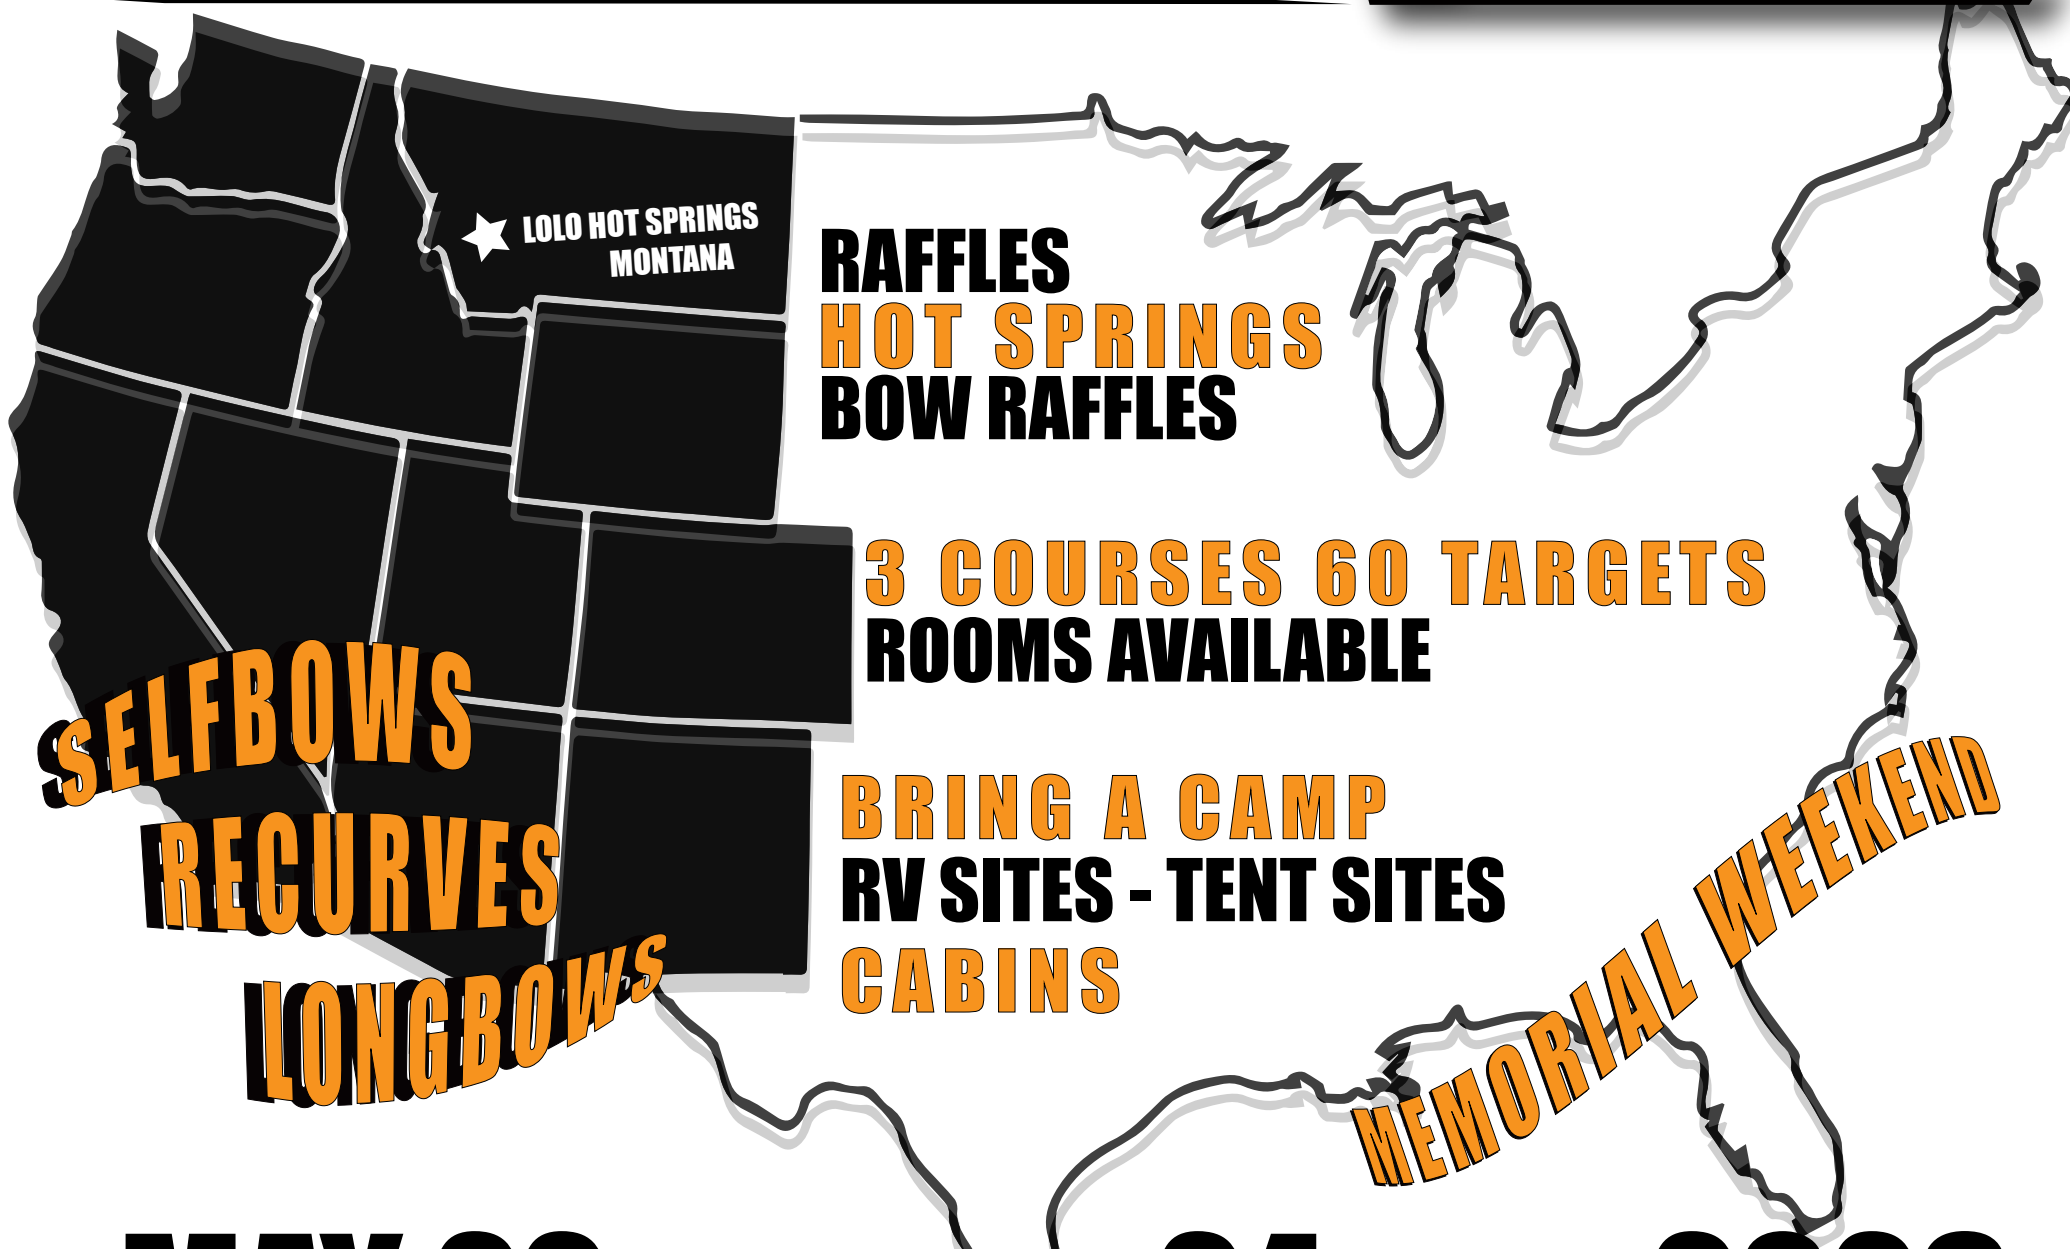 LOLO HOT SPRINGS
MONTANA
RAFFLES
HOT SPRINGS
BOW RAFFLES
3 COURSES 60 TARGETS
ROOMS AVAILABLE
SELFBOWS
RECURVES
LONGBOWS
BRING A CAMP
RV SITES - TENT SITES
CABINS
MEMORIAL WEEKEND
MAY